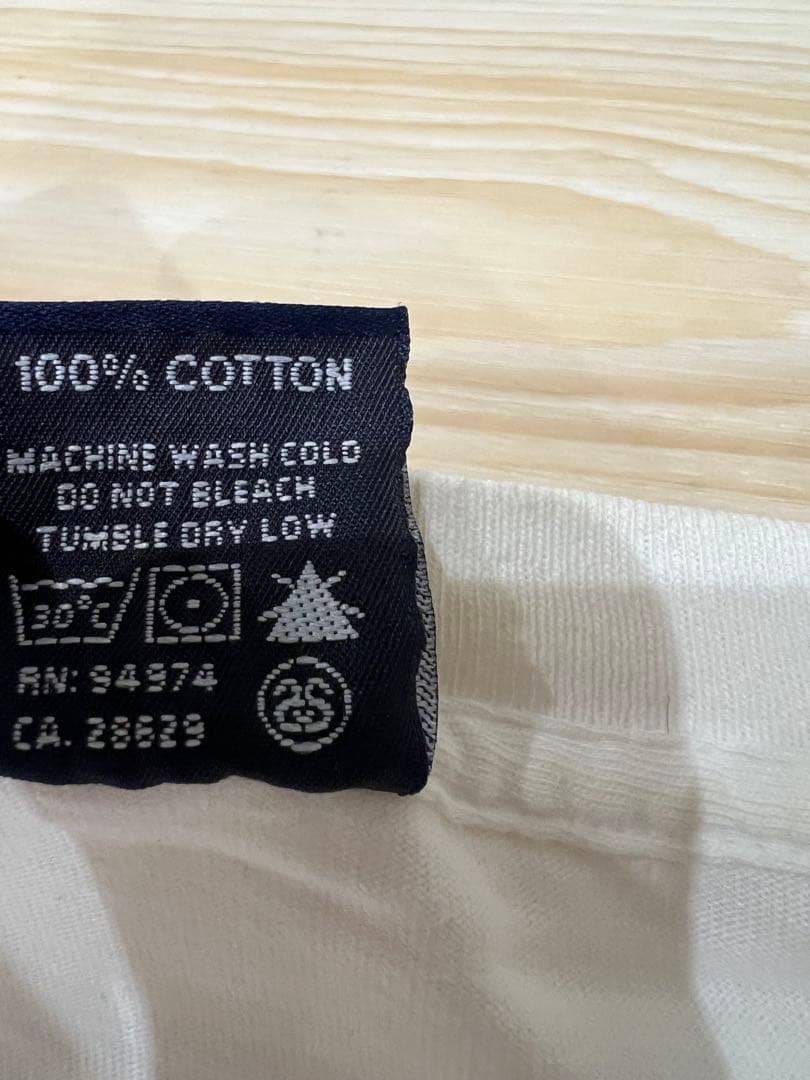 100% COTTON
MACHINE WASH COLD
DO NOT BLEACH
TUMBLE DRY LOW
30°C
RN: 94974
CA. 28629